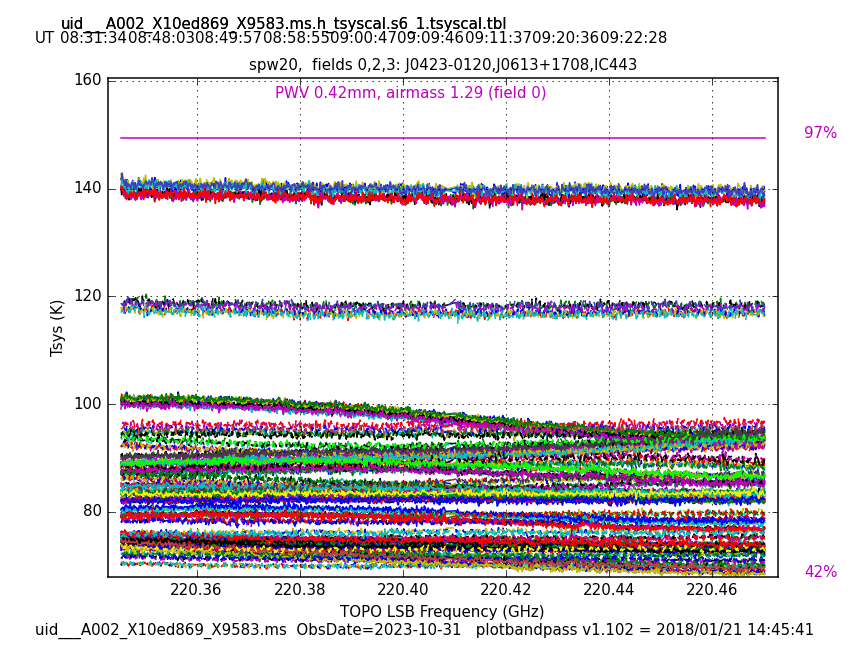 uid___A002_X10ed869_X9583.ms.h_tsyscal.s6_1.tsyscal.tbl
UT 08:31:34 08:48:03 08:49:57 08:58:55 09:00:47 09:09:46 09:11:37 09:20:36 09:22:28
spw20,  fields 0,2,3: J0423-0120,J0613+1708,IC443
160
PWV 0.42mm, airmass 1.29 (field 0)
97%
140
120
Tsys (K)
100
80
42%
220.36 220.38 220.40 220.42 220.44 220.46
TOPO LSB Frequency (GHz)
uid___A002_X10ed869_X9583.ms  ObsDate=2023-10-31   plotbandpass v1.102 = 2018/01/21 14:45:41